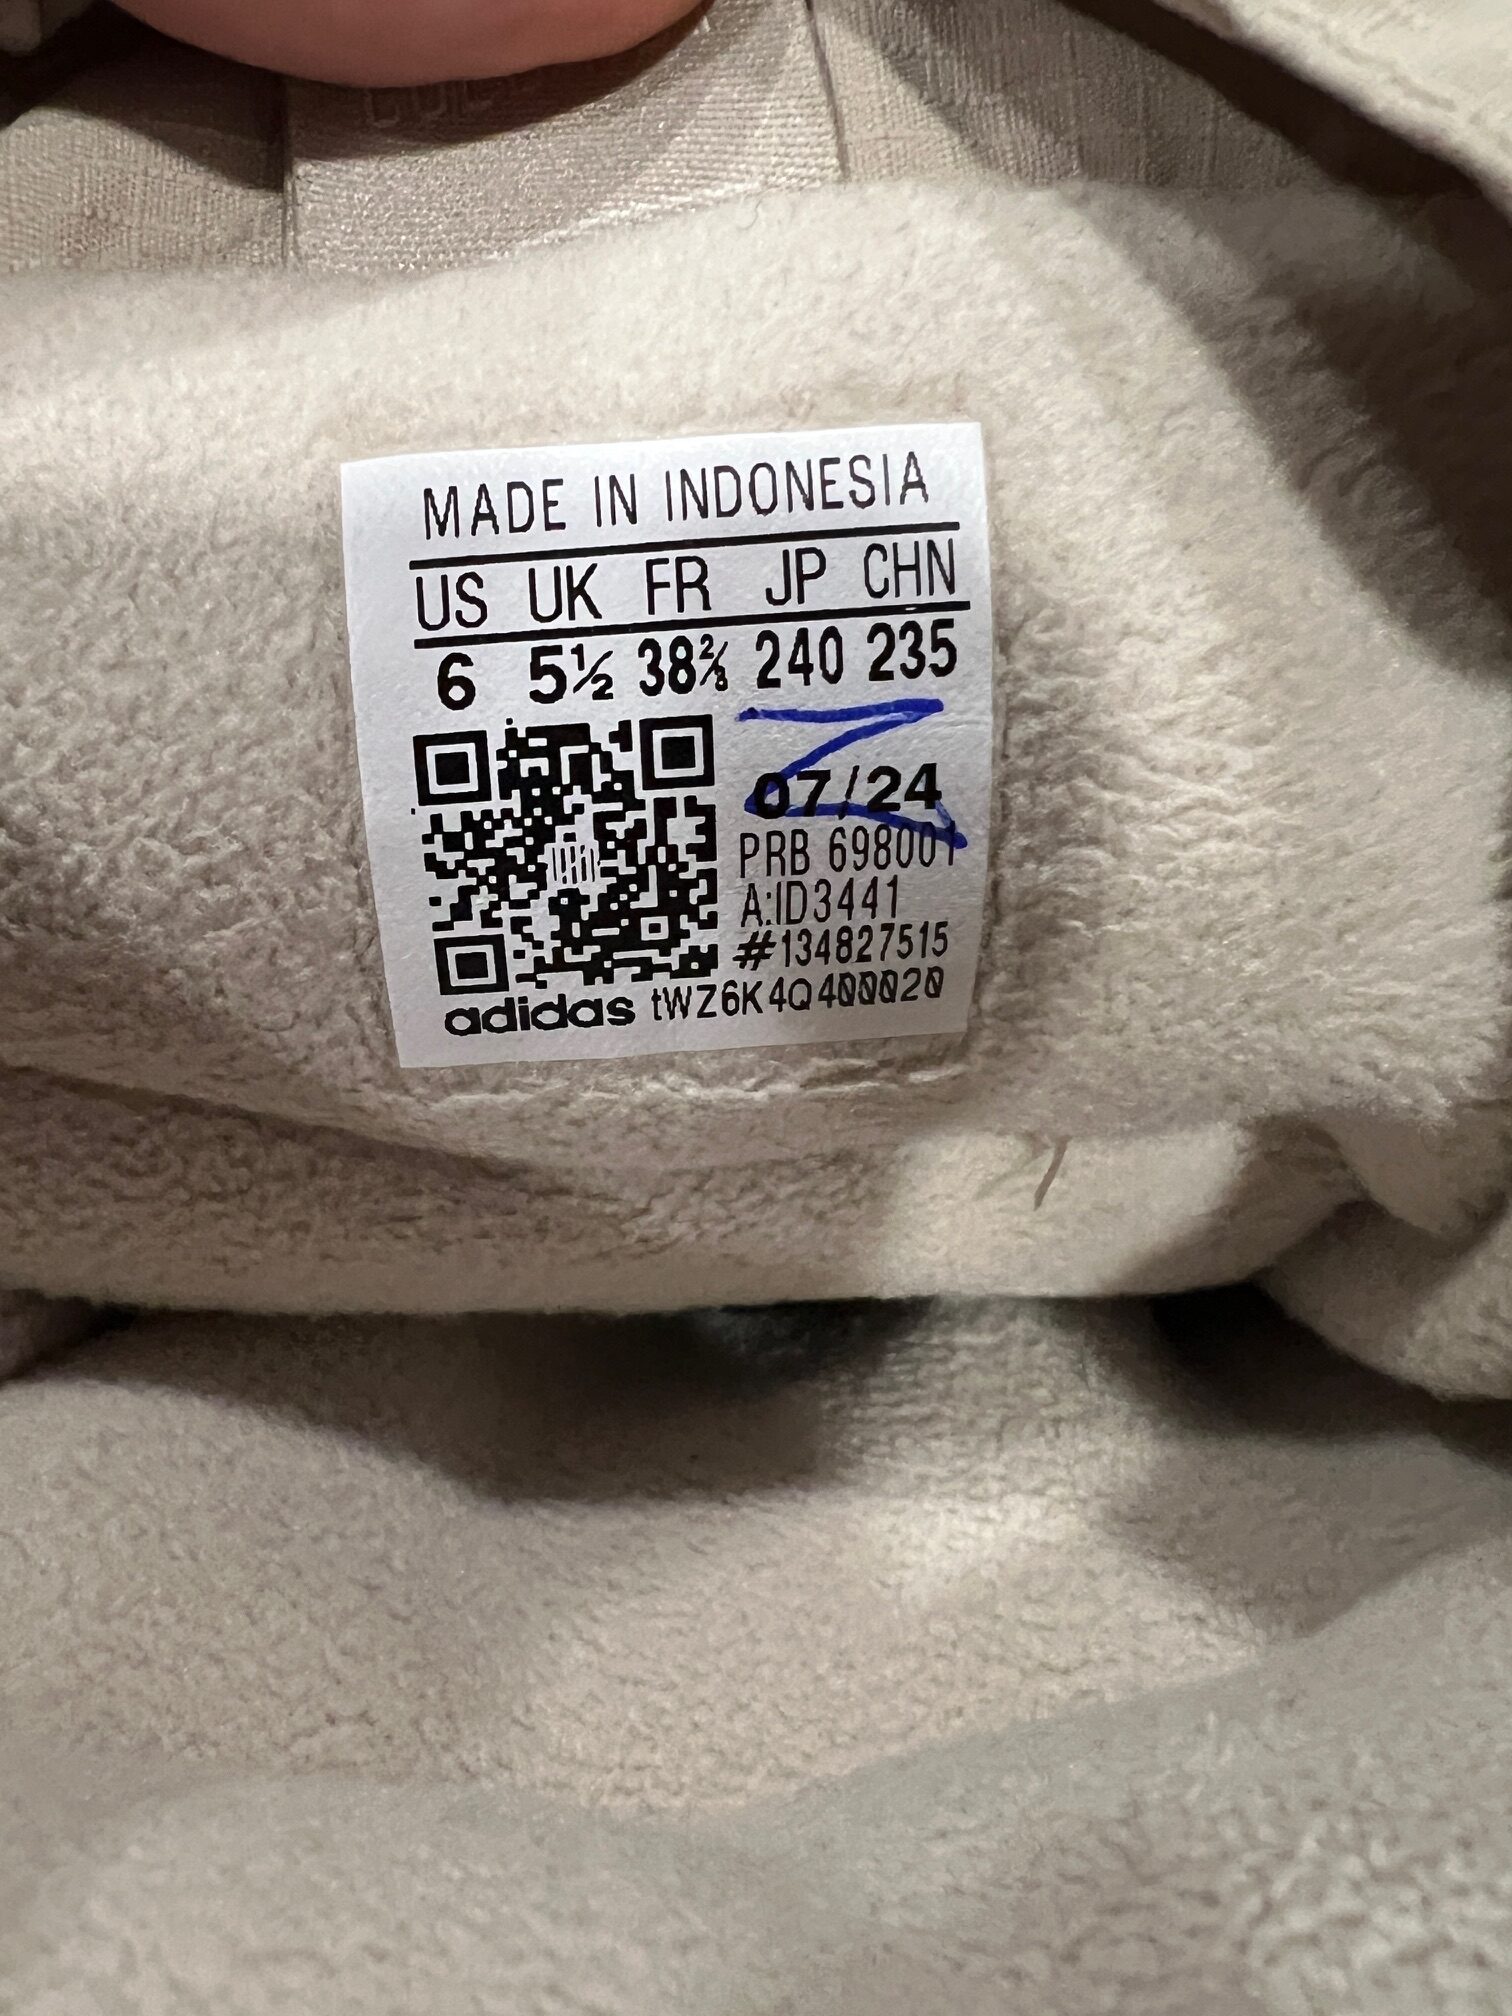 MADE IN INDONESIA
US UK FR JP CHN
6 5½ 38⅔ 240 235
07/24
PRB 698001
A:ID3441
#134827515
adidas tWZ6K4Q400020